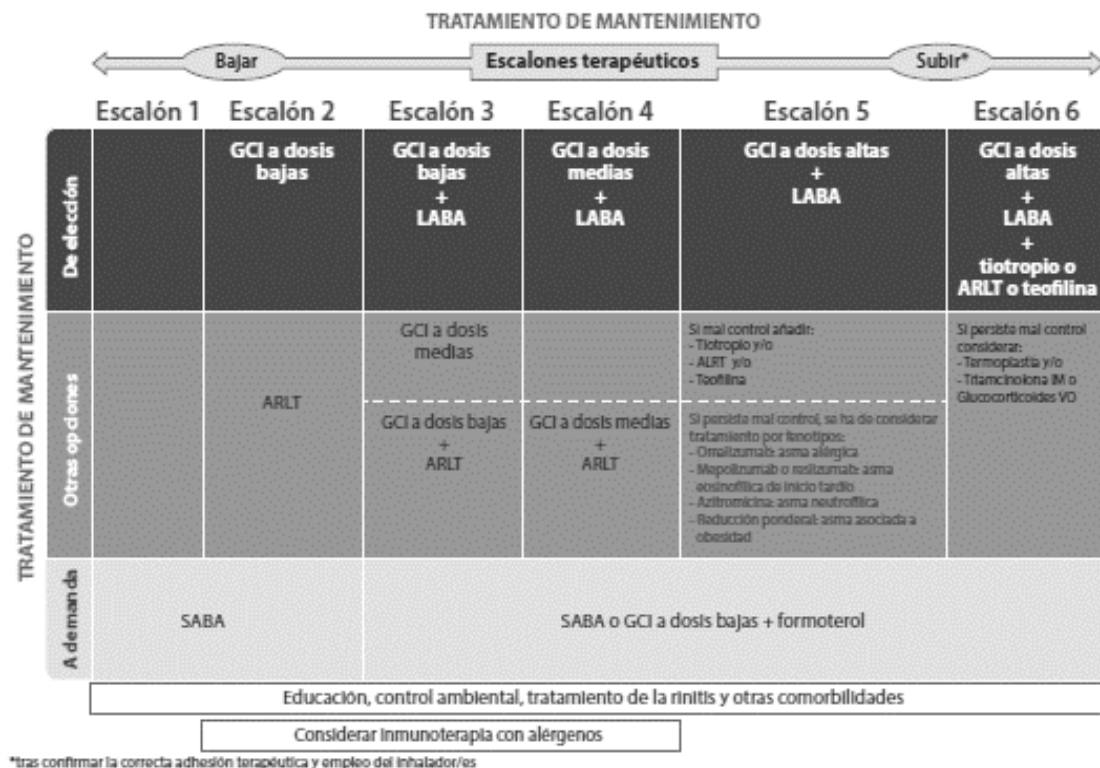 TRATAMIENTO DE MANTENIMIENTO
Bajar
Escalones terapéuticos
Subir*
Escalón 1
Escalón 2
Escalón 3
Escalón 4
Escalón 5
Escalón 6
TRATAMIENTO DE MANTENIMIENTO
De elección
GCI a dosis
bajas
GCI a dosis
bajas
+
LABA
GCI a dosis
medias
+
LABA
GCI a dosis altas
+
LABA
GCI a dosis
altas
+
LABA
+
tiotropio o
ARLT o teofilina
Otras opciones
ARLT
GCI a dosis
medias
GCI a dosis bajas
+
ARLT
GCI a dosis medias
+
ARLT
Si mal control añadir:
- Tiotropio y/o
- ALRT y/o
- Teofilina
Si persiste mal control, se ha de considerar
tratamiento por fenotipos:
- Omalizumab: asma alérgica
- Mepolizumab o reslizumab: asma
eosinofílica de inicio tardío
- Azitromicina: asma neutrofílica
- Reducción ponderal: asma asociada a
obesidad
Si persiste mal control
considerar:
- Termoplastia y/o
- Triamcinolona IM o
Glucocorticoides VO
A demanda
SABA
SABA o GCI a dosis bajas + formoterol
Educación, control ambiental, tratamiento de la rinitis y otras comorbilidades
Considerar inmunoterapia con alérgenos
*tras confirmar la correcta adhesión terapéutica y empleo del inhalador/es